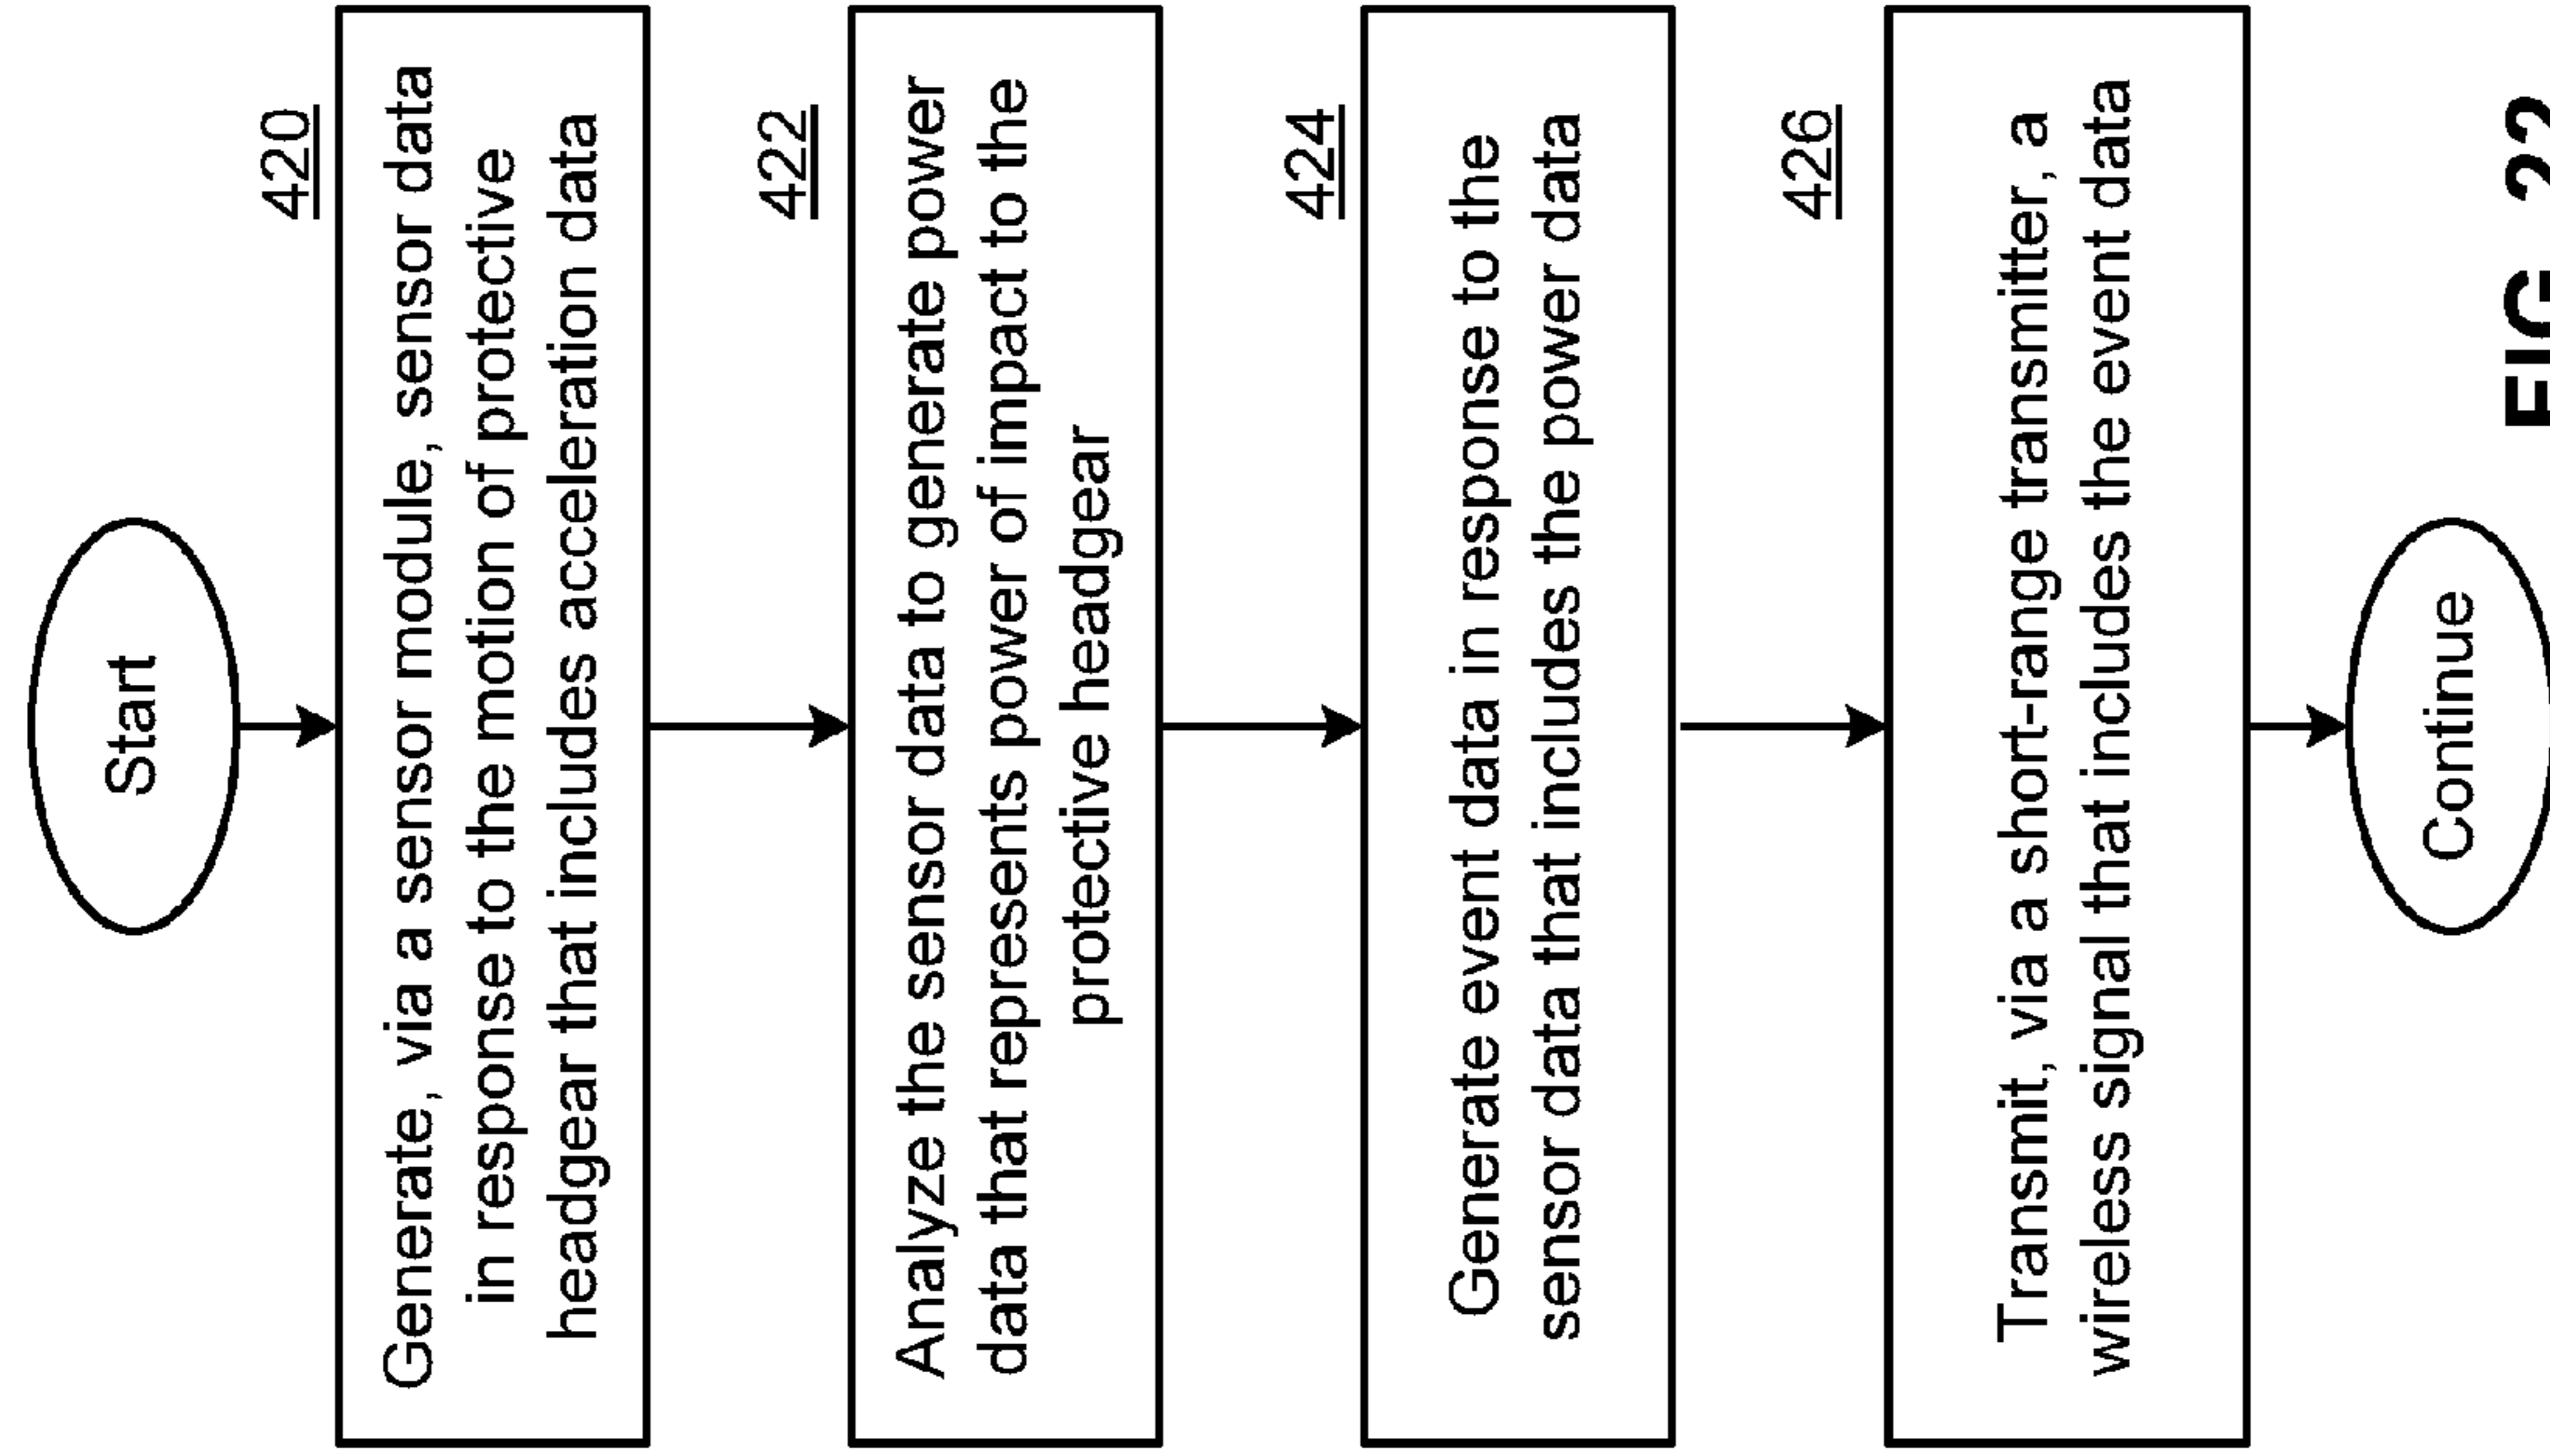 Start
420
Generate, via a sensor module, sensor data
in response to the motion of protective
headgear that includes acceleration data
422
Analyze the sensor data to generate power
data that represents power of impact to the
protective headgear
424
Generate event data in response to the
sensor data that includes the power data
426
Transmit, via a short-range transmitter, a
wireless signal that includes the event data
Continue
FIG. 22